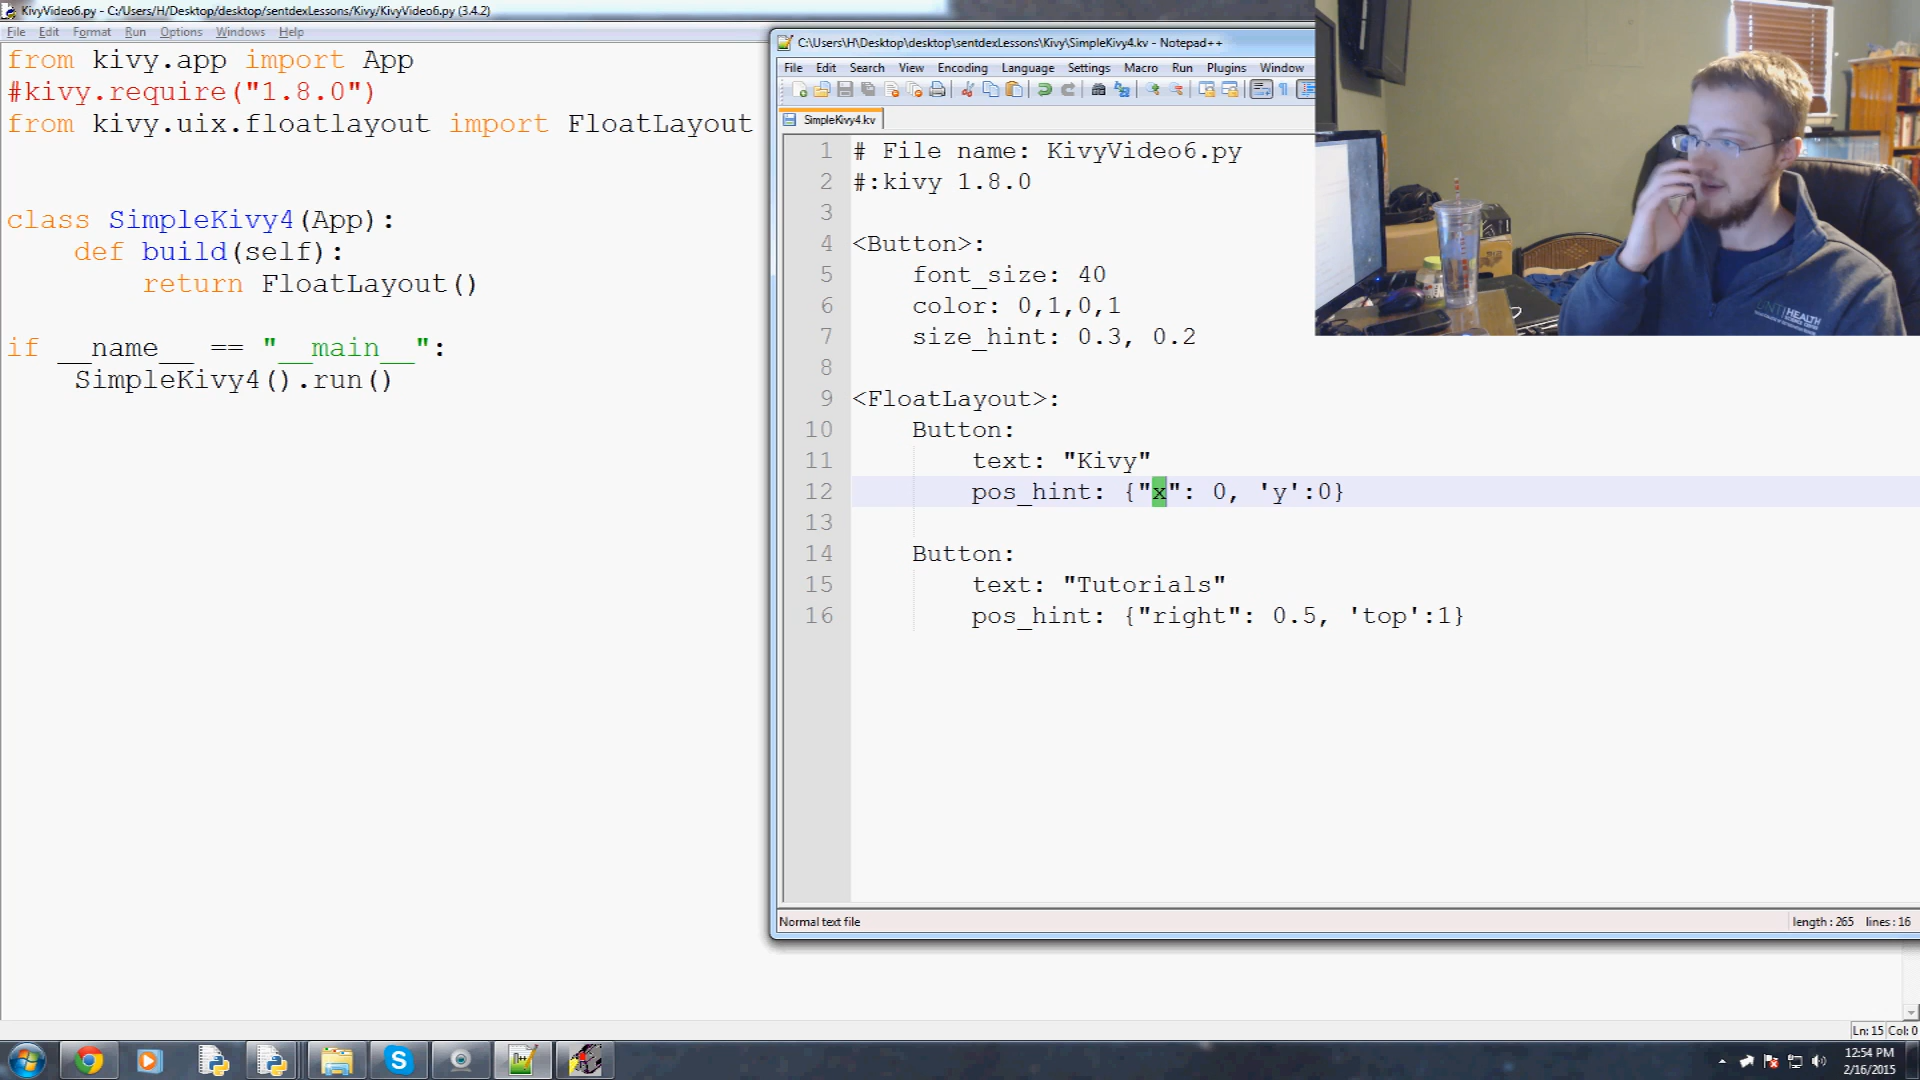 KivyVideo6.py - C:/Users/H/Desktop/desktop/sentdexLessons/Kivy/KivyVideo6.py (3.4.2)
File Edit Format Run Options Windows Help
from kivy.app import App
#kivy.require("1.8.0")
from kivy.uix.floatlayout import FloatLayout
class SimpleKivy4(App):
def build(self):
return FloatLayout()
if __name__ == "__main__":
SimpleKivy4().run()
C:\Users\H\Desktop\desktop\sentdexLessons\Kivy\SimpleKivy4.kv - Notepad++
File Edit Search View Encoding Language Settings Macro Run Plugins Window
SimpleKivy4.kv
1 # File name: KivyVideo6.py
2 #:kivy 1.8.0
3
4 <Button>:
5 font_size: 40
6 color: 0,1,0,1
7 size_hint: 0.3, 0.2
8
9 <FloatLayout>:
10 Button:
11 text: "Kivy"
12 pos_hint: {"x": 0, 'y':0}
13
14 Button:
15 text: "Tutorials"
16 pos_hint: {"right": 0.5, 'top':1}
Normal text file length : 265 lines : 16
Ln: 15 Col: 0
12:54 PM
2/16/2015
HEALTH